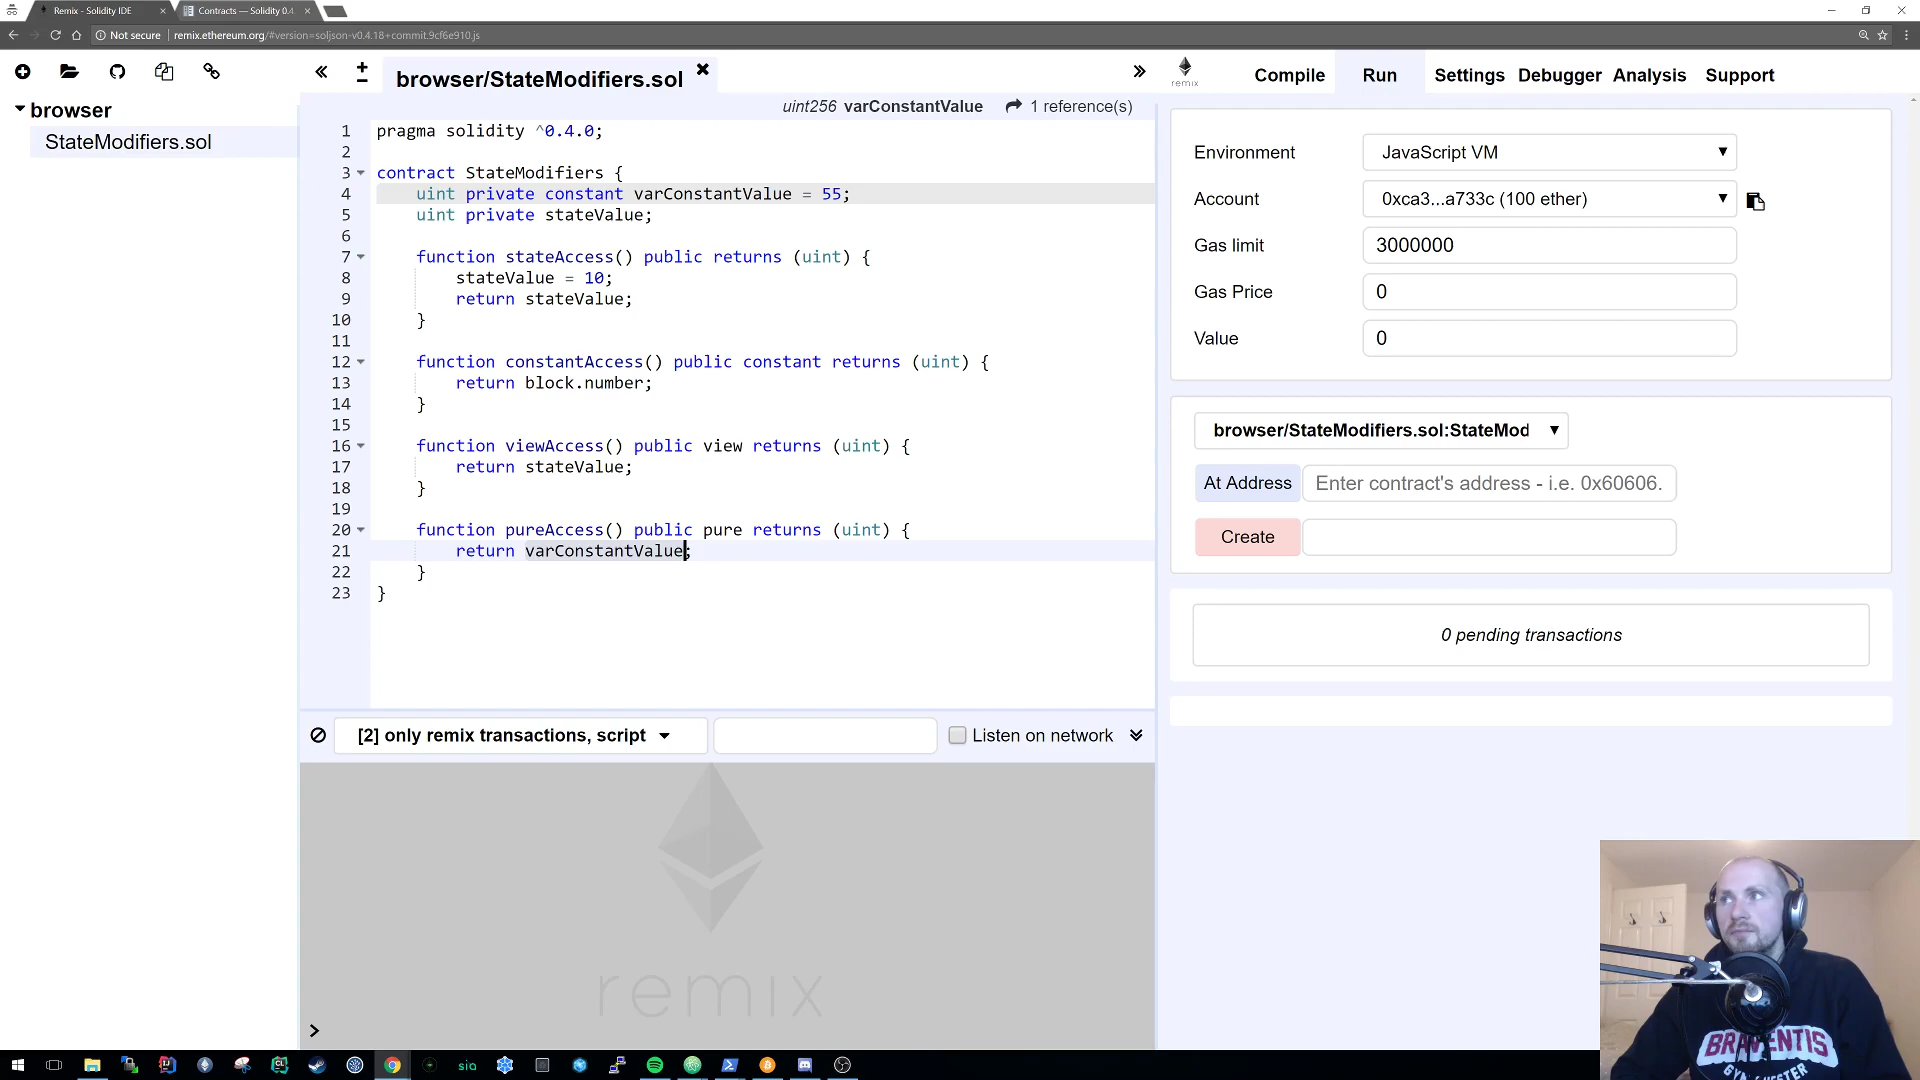 Remix - Solidity IDE
Contracts — Solidity 0.4.
Not secure
remix.ethereum.org/#version=soljson-v0.4.18+commit.9cf6e910.js
browser
StateModifiers.sol
browser/StateModifiers.sol
uint256 varConstantValue 1 reference(s)
1 pragma solidity ^0.4.0;
2
3 contract StateModifiers {
4 uint private constant varConstantValue = 55;
5 uint private stateValue;
6
7 function stateAccess() public returns (uint) {
8 stateValue = 10;
9 return stateValue;
10 }
11
12 function constantAccess() public constant returns (uint) {
13 return block.number;
14 }
15
16 function viewAccess() public view returns (uint) {
17 return stateValue;
18 }
19
20 function pureAccess() public pure returns (uint) {
21 return varConstantValue;
22 }
23 }
[2] only remix transactions, script
Listen on network
remix
>
remix
Compile Run Settings Debugger Analysis Support
Environment JavaScript VM
Account 0xca3...a733c (100 ether)
Gas limit 3000000
Gas Price 0
Value 0
browser/StateModifiers.sol:StateMod
At Address Enter contract's address - i.e. 0x60606.
Create
0 pending transactions
sia